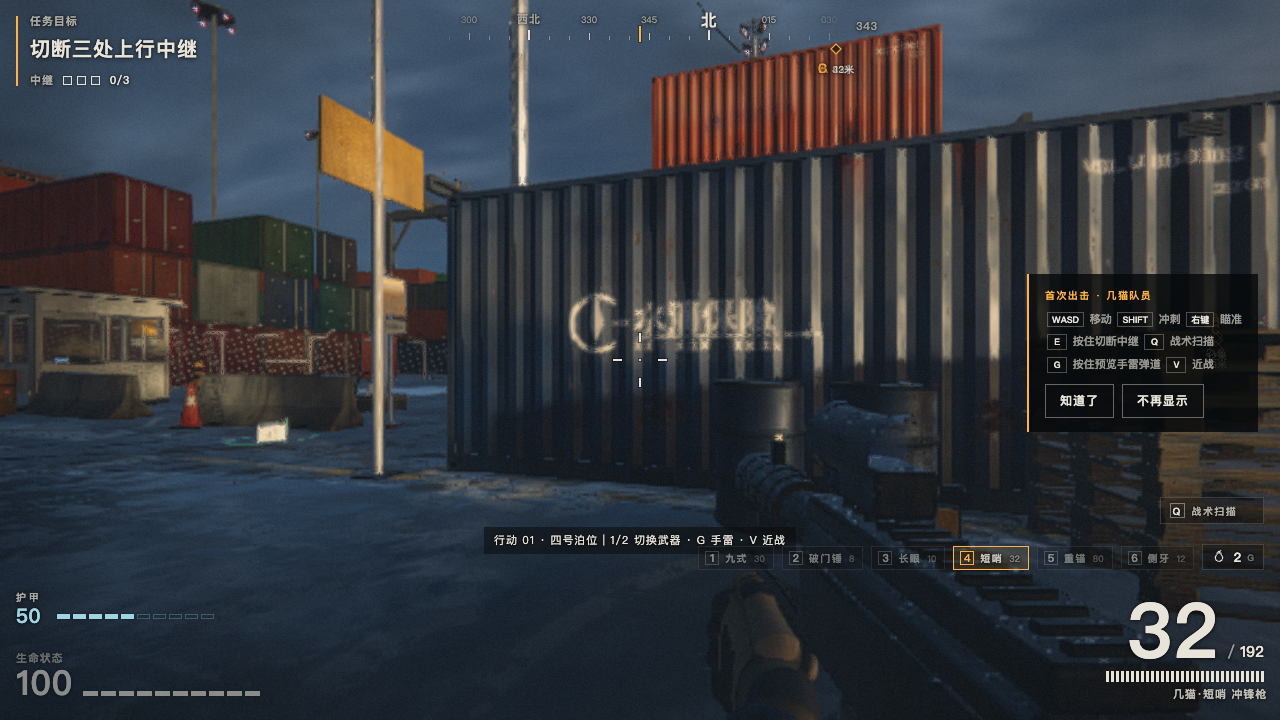 任务目标
切断三处上行中继
中继 0/3
300 西北 330 345 北 015 030 343
32米
首次出击 · 几猫队员
WASD 移动 SHIFT 冲刺 右键 瞄准
E 按住切断中继 Q 战术扫描
G 按住预览手雷弹道 V 近战
知道了 不再显示
Q 战术扫描
行动 01 · 四号泊位 | 1/2 切换武器 · G 手雷 · V 近战
1 九式 30 2 破门锤 8 3 长眼 10 4 短哨 32 5 重锚 80 6 侧牙 12 2 G
护甲
50
生命状态
100
32 / 192
几猫·短哨 冲锋枪